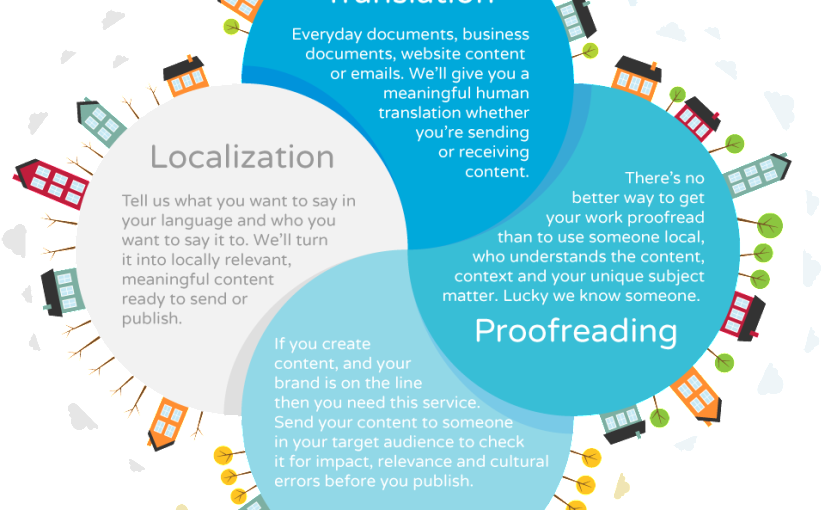 Translation
Everyday documents, business
documents, website content
or emails. We'll give you a
meaningful human
translation whether
you're sending
or receiving
content.
Localization
Tell us what you want to say in
your language and who you
want to say it to. We'll turn
it into locally relevant,
meaningful content
ready to send or
publish.
There's no
better way to get
your work proofread
than to use someone local,
who understands the content,
context and your unique subject
matter. Lucky we know someone.
Proofreading
If you create
content, and your
brand is on the line
then you need this service.
Send your content to someone
in your target audience to check
it for impact, relevance and cultural
errors before you publish.